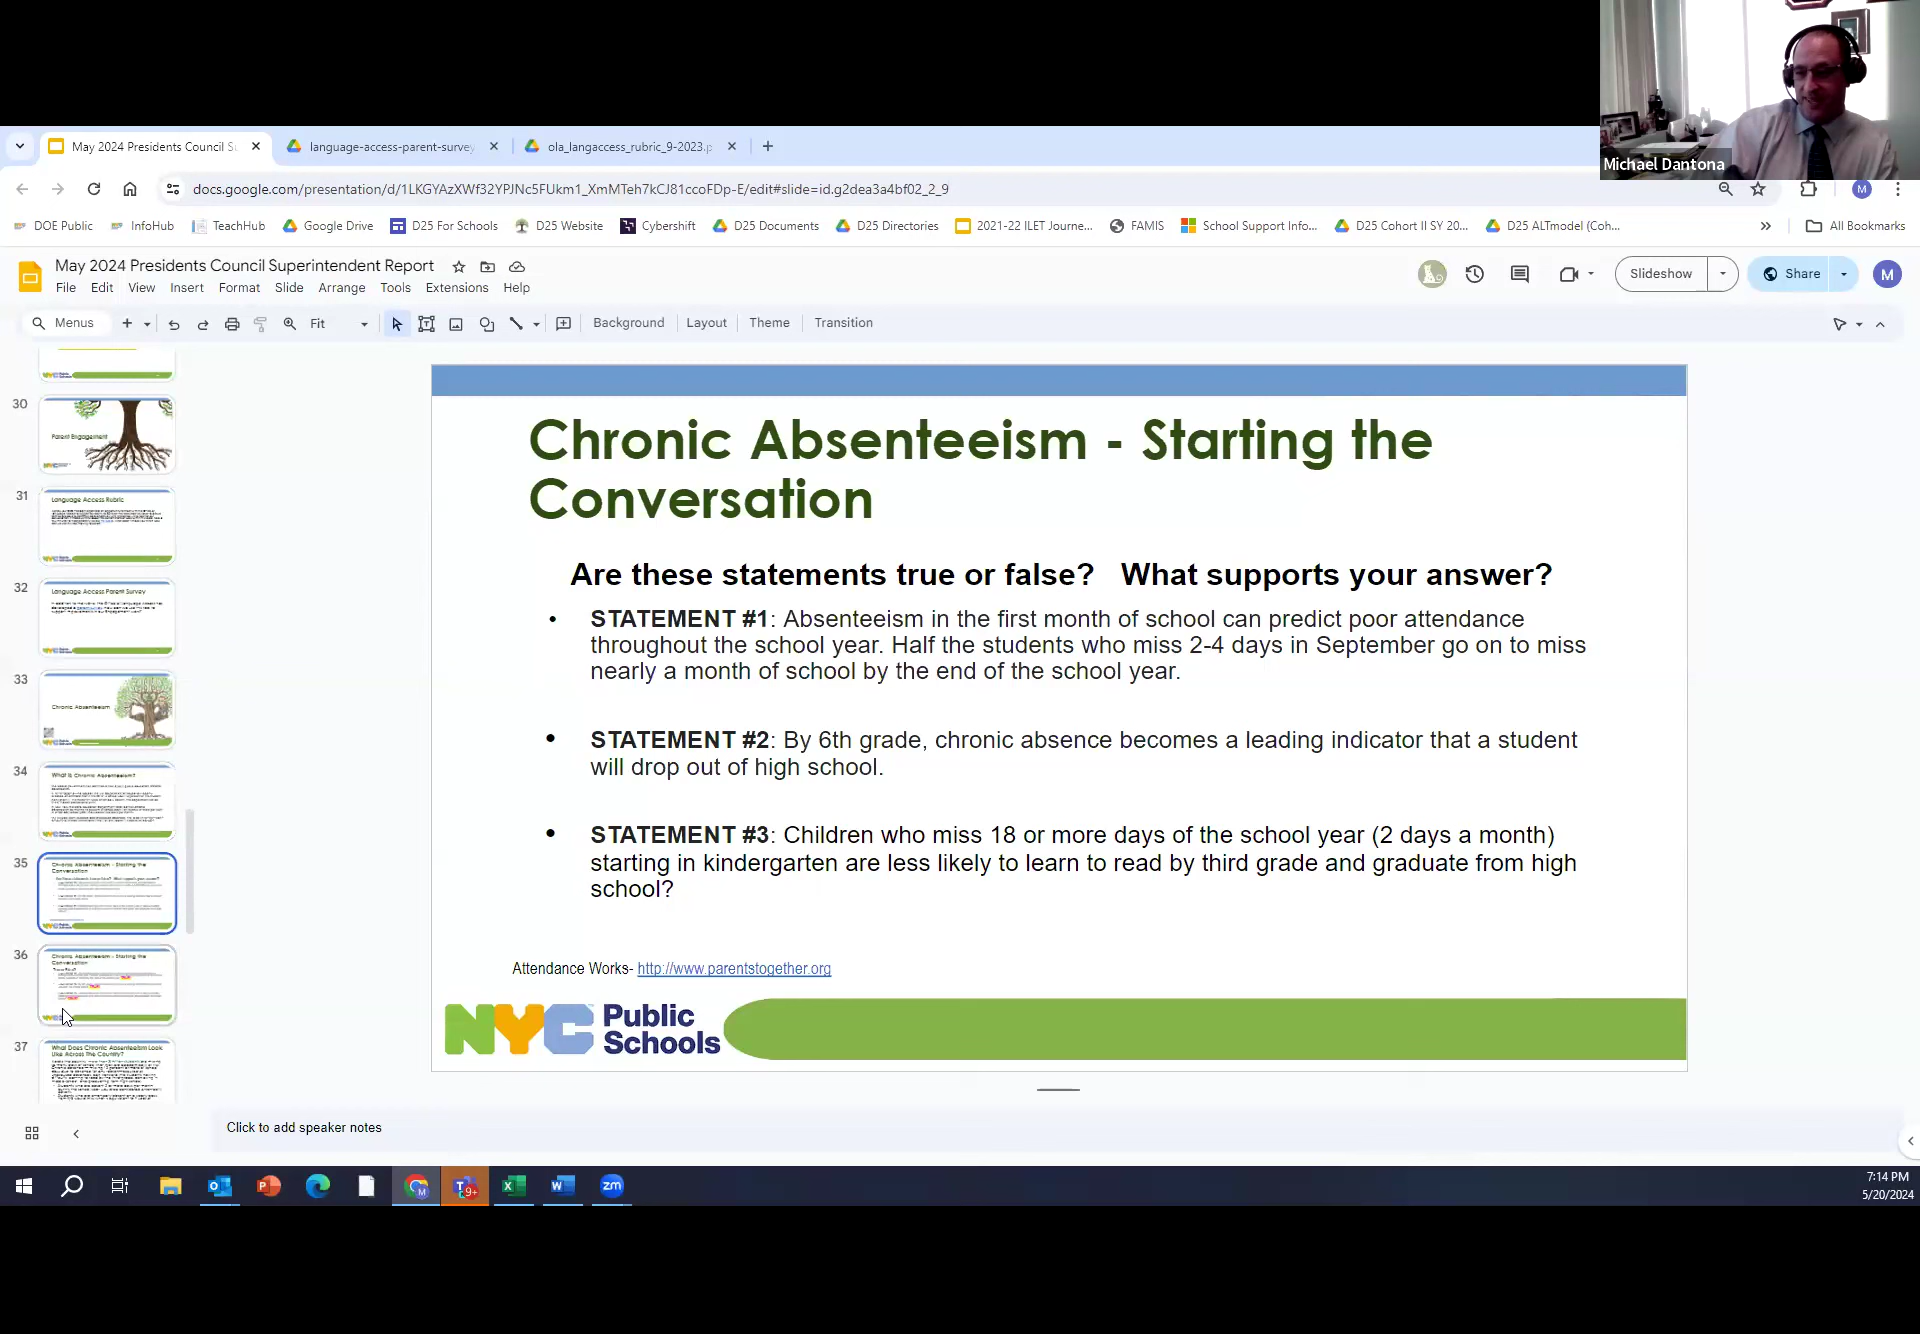 Michael Dantona
May 2024 Presidents Council Su
language-access-parent-survey
ola_langaccess_rubric_9-2023.p
docs.google.com/presentation/d/1LKGYAzXWf32YPJNc5FUkm1_XmMTeh7kCJ81ccoFDp-E/edit#slide=id.g2dea3a4bf02_2_9
M
DOE Public InfoHub TeachHub Google Drive D25 For Schools D25 Website Cybershift D25 Documents D25 Directories 2021-22 ILET Journe... FAMIS School Support Info... D25 Cohort II SY 20... D25 ALTmodel (Coh... All Bookmarks
May 2024 Presidents Council Superintendent Report
File Edit View Insert Format Slide Arrange Tools Extensions Help
Slideshow Share M
Menus Fit Background Layout Theme Transition
30
Parent Engagement
31
Language Access Rubric
32
Language Access Parent Survey
33
Chronic Absenteeism
34
What is Chronic Absenteeism?
35
Chronic Absenteeism - Starting the
Conversation
36
Chronic Absenteeism - Starting the
Conversation
37
What Does Chronic Absenteeism Look
Like Across The Country?
Chronic Absenteeism - Starting the
Conversation
Are these statements true or false? What supports your answer?
• STATEMENT #1: Absenteeism in the first month of school can predict poor attendance
throughout the school year. Half the students who miss 2-4 days in September go on to miss
nearly a month of school by the end of the school year.
• STATEMENT #2: By 6th grade, chronic absence becomes a leading indicator that a student
will drop out of high school.
• STATEMENT #3: Children who miss 18 or more days of the school year (2 days a month)
starting in kindergarten are less likely to learn to read by third grade and graduate from high
school?
Attendance Works- http://www.parentstogether.org
NYC Public
Schools
Click to add speaker notes
7:14 PM
5/20/2024